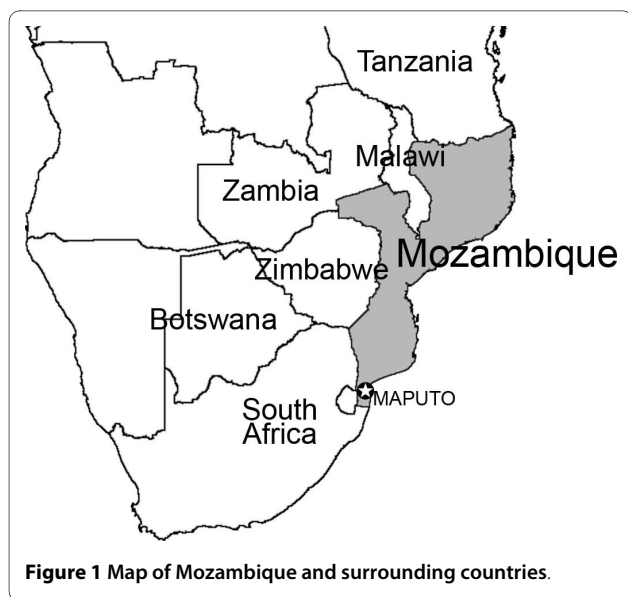 Tanzania
Malawi
Zambia
Mozambique
Zimbabwe
Botswana
MAPUTO
South
Africa
Figure 1 Map of Mozambique and surrounding countries.